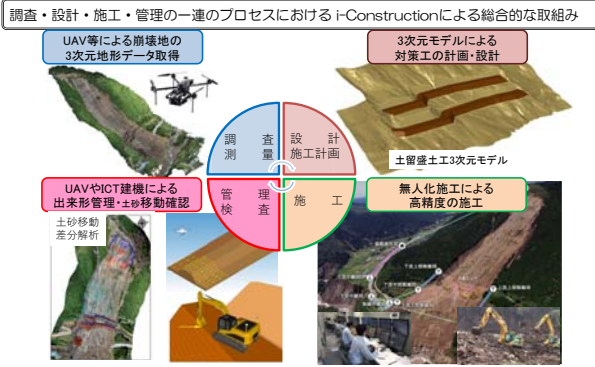 調査・設計・施工・管理の一連のプロセスにおける i-Constructionによる総合的な取組み
UAV等による崩壊地の
3次元地形データ取得
3次元モデルによる
対策工の計画・設計
調　査
測　量
設　計
施工計画
土留盛土工3次元モデル
UAVやICT建機による
出来形管理・土砂移動確認
管　理
検　査
施　工
無人化施工による
高精度の施工
土砂移動
差分解析